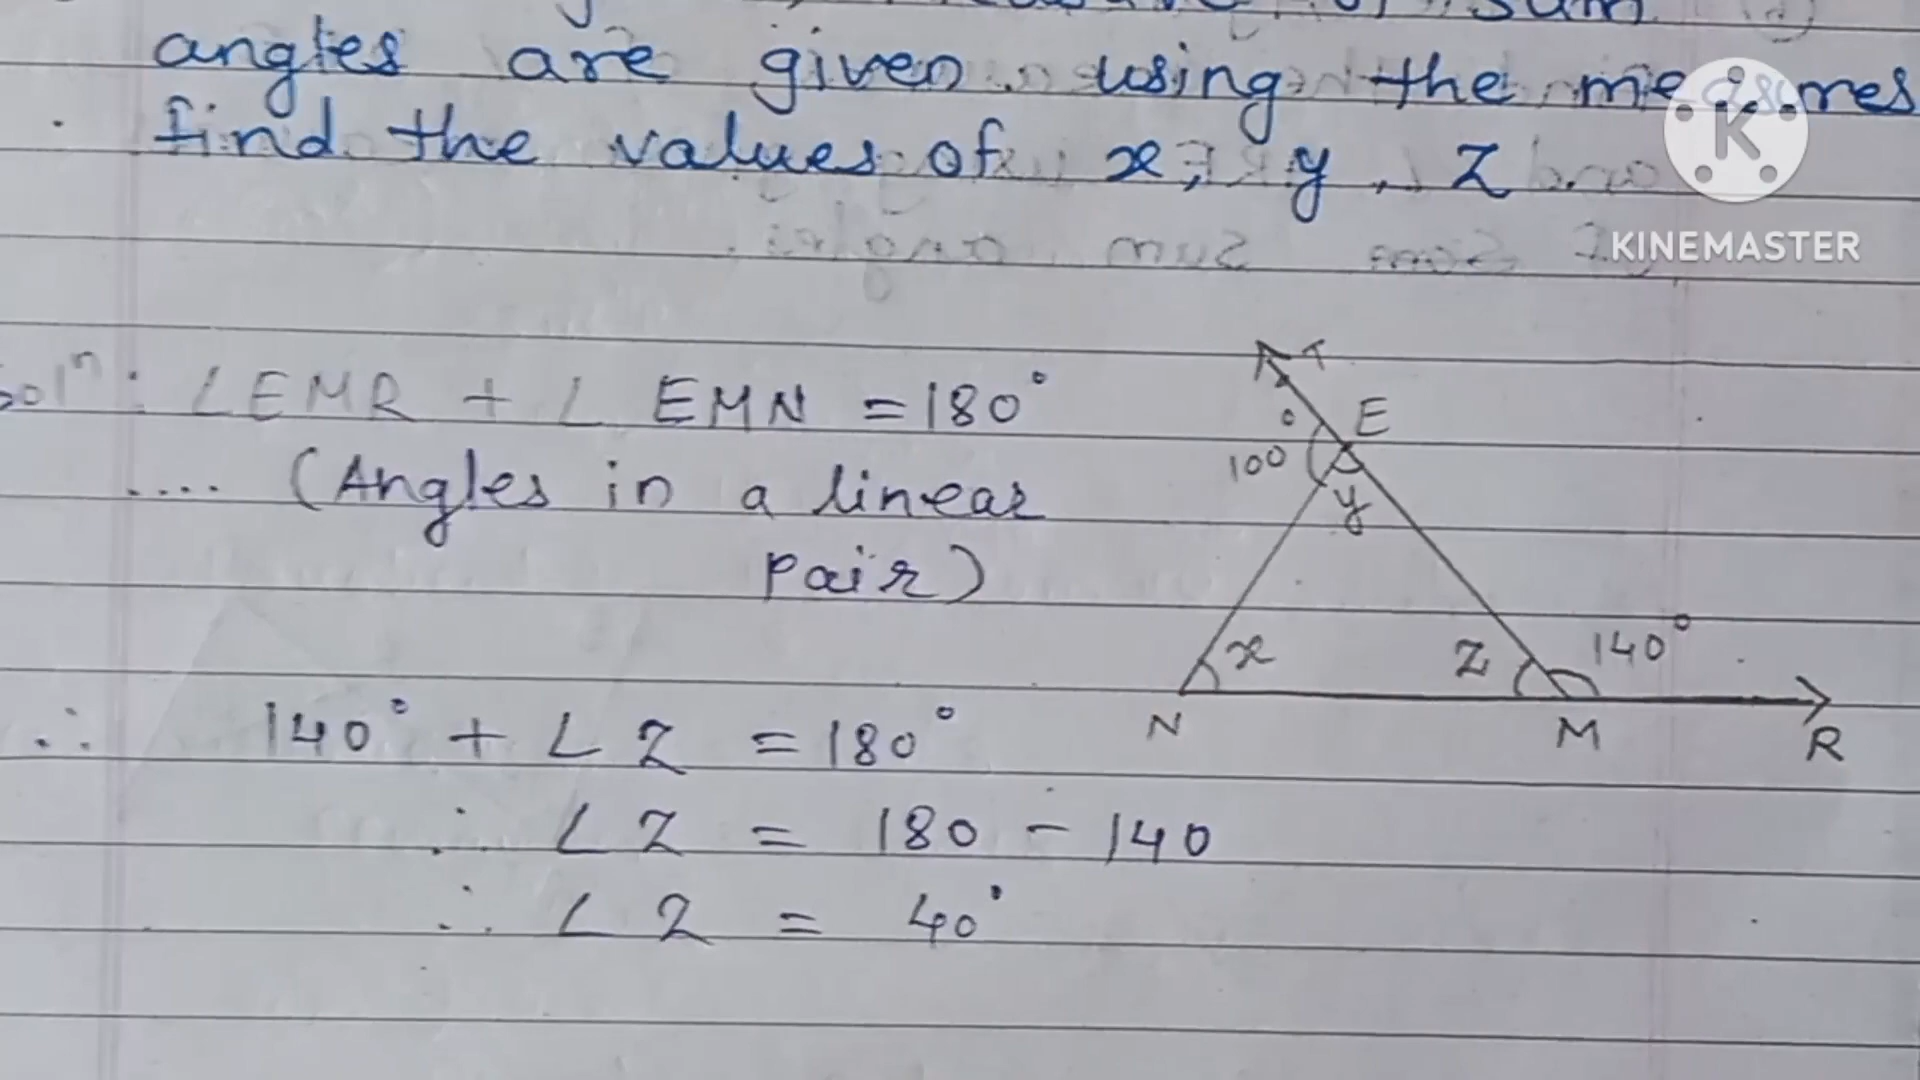 sum
angles are given. using the measures
find the values of x, y, z
KINEMASTER
Solⁿ: ∠EMR + ∠EMN = 180°
.... (Angles in a linear
pair)
∴ 140° + ∠Z = 180°
∴ ∠Z = 180 - 140
∴ ∠Z = 40°
T
E
100°
y
x
z
140°
N
M
R
K